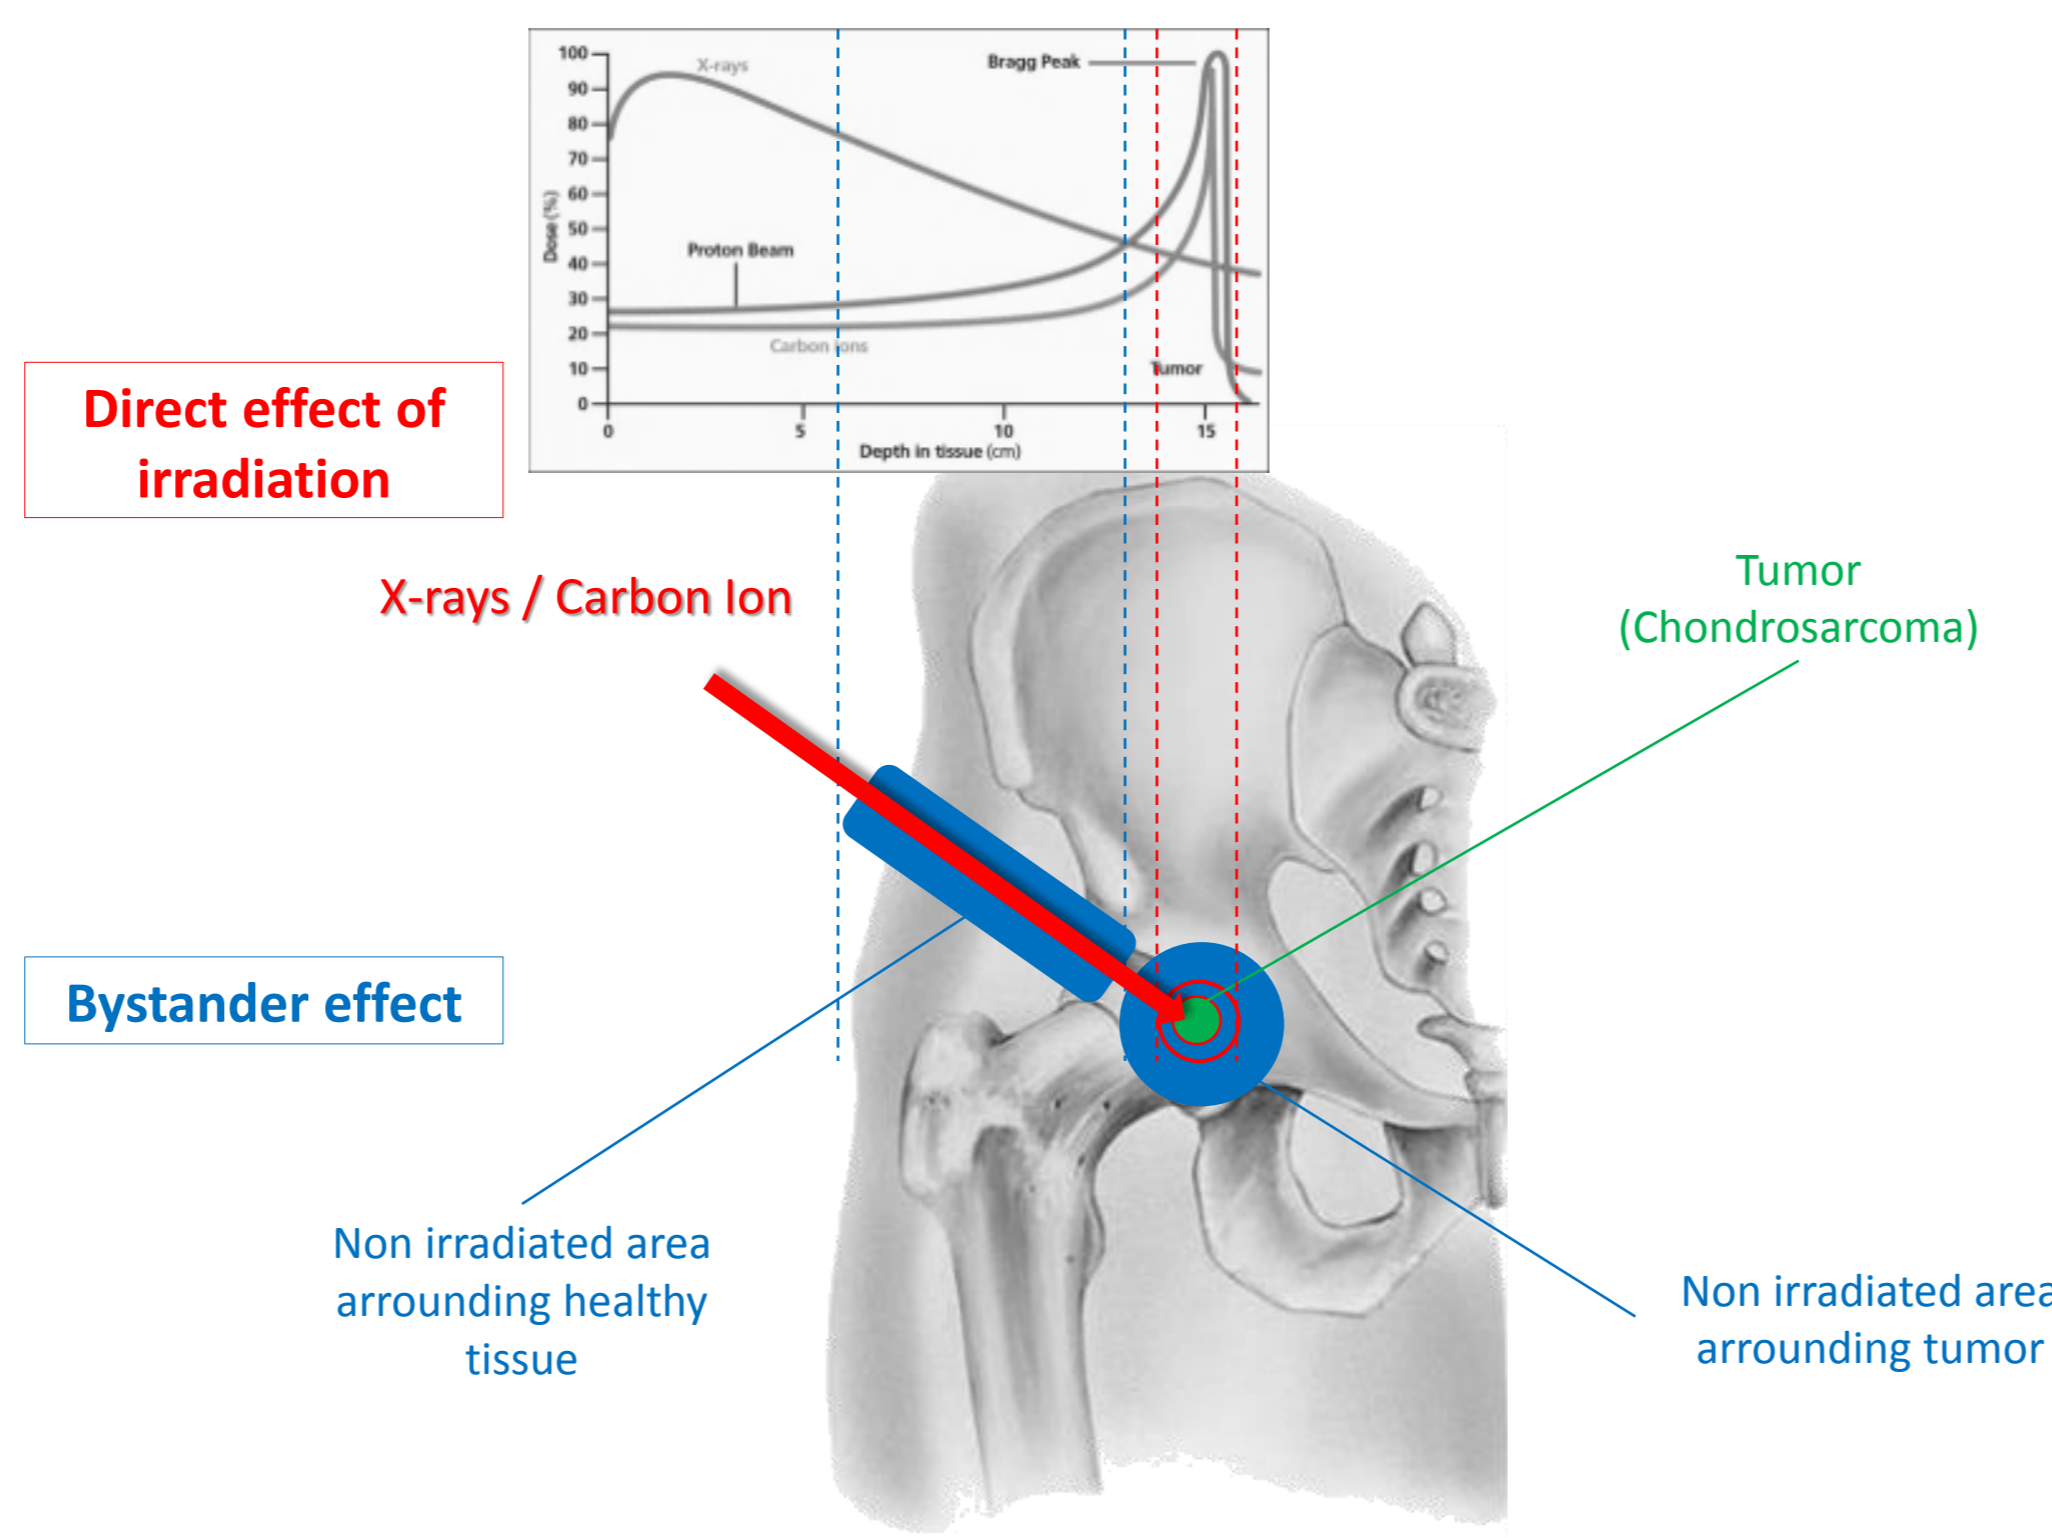 100
X-rays
Bragg Peak
90
80
70
60
50
40
30
20
10
0
Dose (%)
Proton Beam
Carbon Ions
Tumor
0 5 10 15
Depth in tissue (cm)
Direct effect of
irradiation
X-rays / Carbon Ion
Tumor
(Chondrosarcoma)
Bystander effect
Non irradiated area
arrounding healthy
tissue
Non irradiated area
arrounding tumor